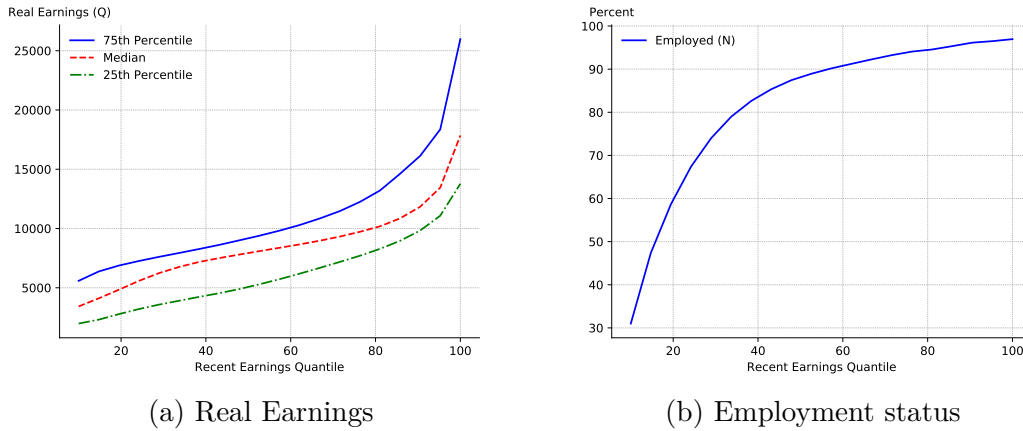 Real Earnings (Q)
75th Percentile
Median
25th Percentile
25000
20000
15000
10000
5000
20 40 60 80 100
Recent Earnings Quantile
(a) Real Earnings
Percent
Employed (N)
100
90
80
70
60
50
40
30
20 40 60 80 100
Recent Earnings Quantile
(b) Employment status